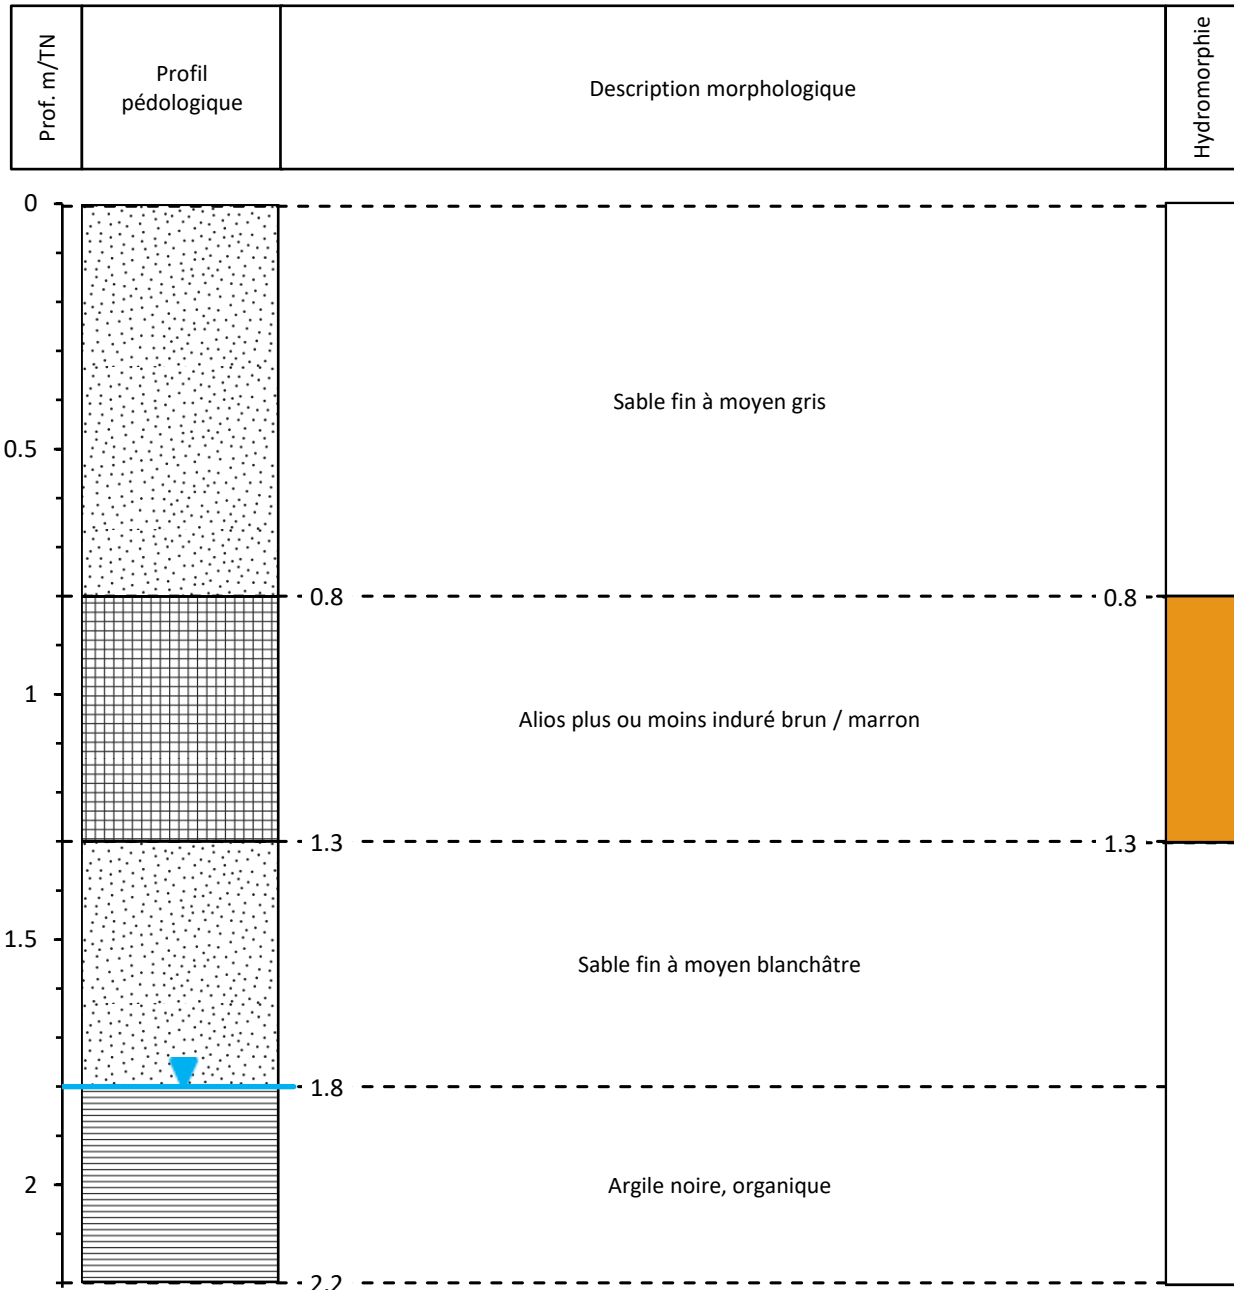 Prof. m/TN
Profil
pédologique
Description morphologique
Hydromorphie
0
Sable fin à moyen gris
0.5
0.8
0.8
1
Alios plus ou moins induré brun / marron
1.3
1.3
1.5
Sable fin à moyen blanchâtre
1.8
2
Argile noire, organique
2.2